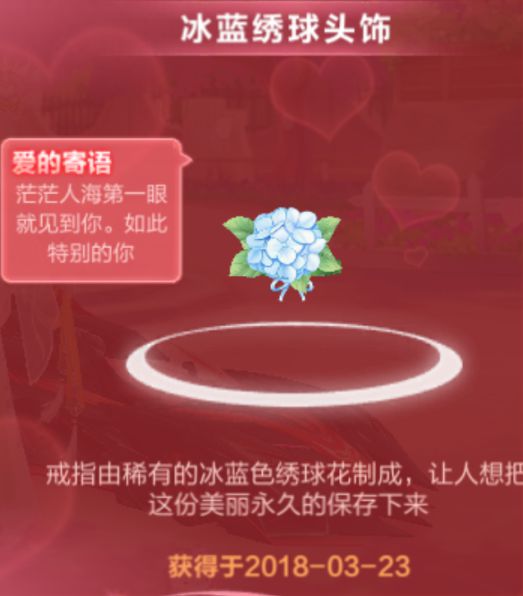 冰蓝绣球头饰
爱的寄语
茫茫人海第一眼
就见到你。如此
特别的你
戒指由稀有的冰蓝色绣球花制成，让人想把
这份美丽永久的保存下来
获得于2018-03-23